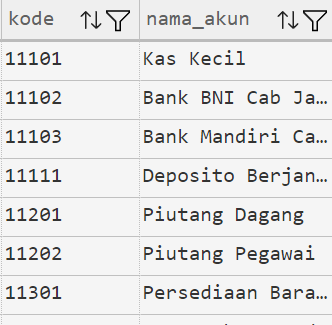 kode nama_akun
11101 Kas Kecil
11102 Bank BNI Cab Ja…
11103 Bank Mandiri Ca…
11111 Deposito Berjan…
11201 Piutang Dagang
11202 Piutang Pegawai
11301 Persediaan Bara…